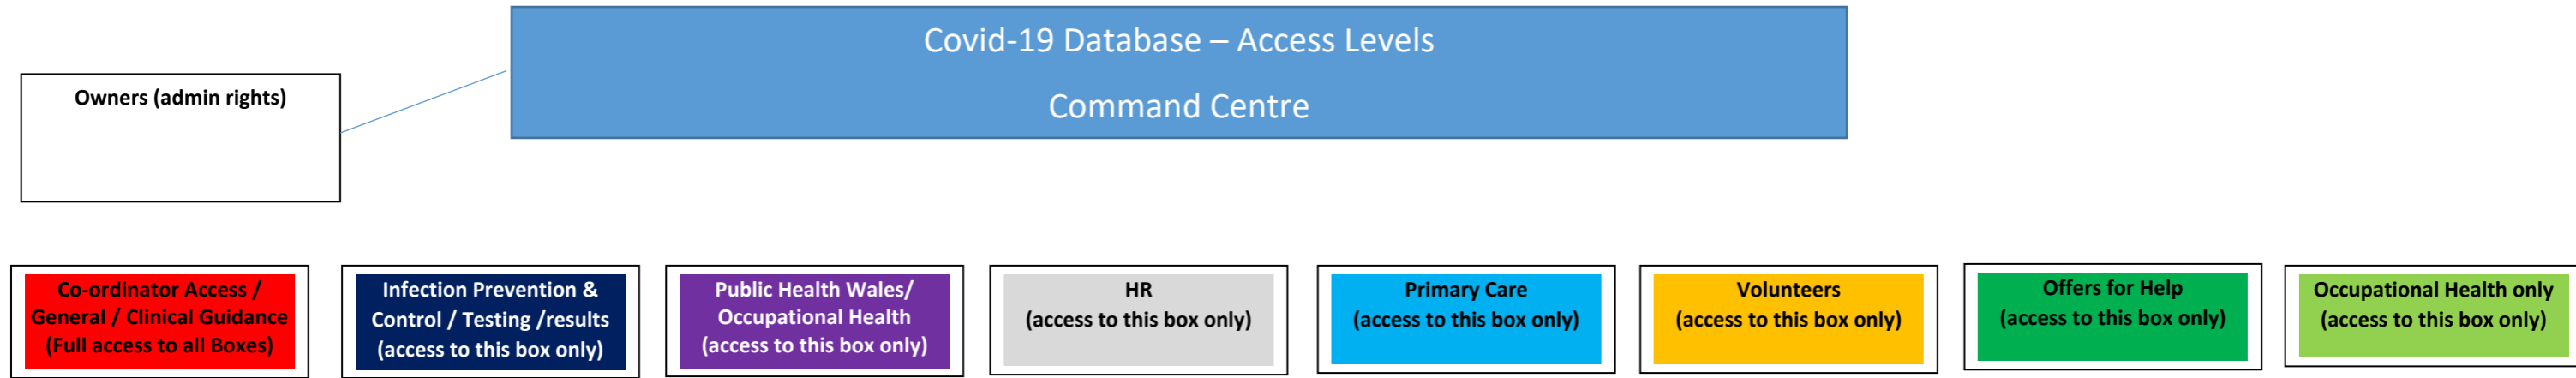 Covid-19 Database – Access Levels
Command Centre
Owners (admin rights)
Co-ordinator Access /
General / Clinical Guidance
(Full access to all Boxes)
Infection Prevention &
Control / Testing /results
(access to this box only)
Public Health Wales/
Occupational Health
(access to this box only)
HR
(access to this box only)
Primary Care
(access to this box only)
Volunteers
(access to this box only)
Offers for Help
(access to this box only)
Occupational Health only
(access to this box only)